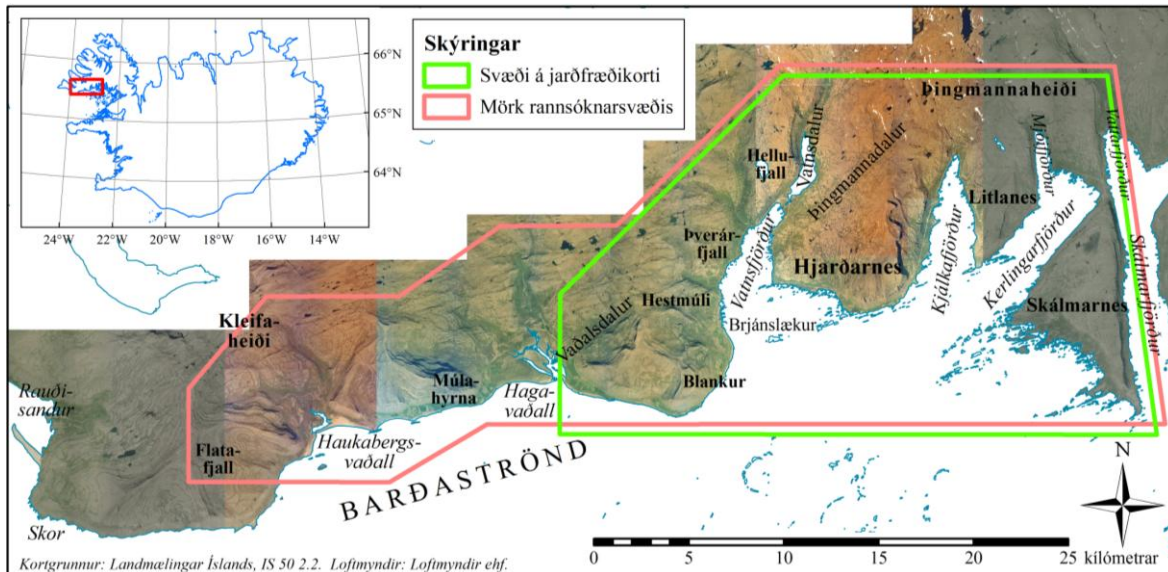 66°N
65°N
64°N
24°W 22°W 20°W 18°W 16°W 14°W
Skýringar
Svæði á jarðfræðikorti
Mörk rannsóknarsvæðis
Þingmannaheiði
Vatnsdalur
Hellu-
fjall
Þingmannadalur
Mjóifjörður
Vattarfjörður
Litlanes
Þverár-
fjall
Vatnsfjörður
Hjarðarnes
Kjálkafjörður
Kerlingarfjörður
Skálmarfjörður
Skálmarnes
Hestmúli
Brjánslækur
Vaðalsdalur
Blankur
Kleifa-
heiði
Múla-
hyrna
Haga-
vaðall
Rauði-
sandur
Flata-
fjall
Haukabergs-
vaðall
BARÐASTRÖND
Skor
N
0 5 10 15 20 25
kílómetrar
Kortgrunnur: Landmælingar Íslands, IS 50 2.2. Loftmyndir: Loftmyndir ehf.